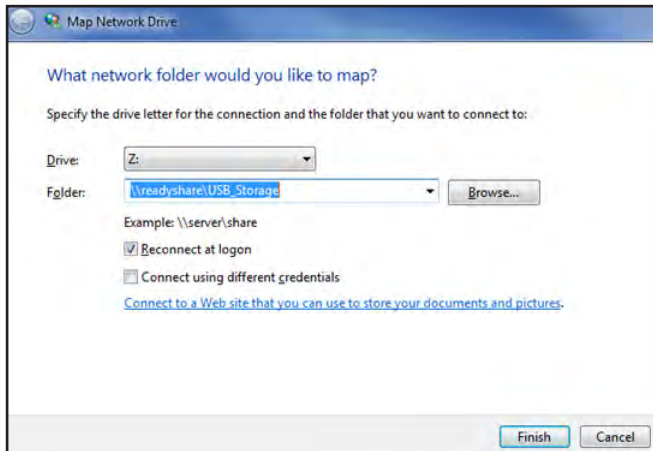 Map Network Drive
What network folder would you like to map?
Specify the drive letter for the connection and the folder that you want to connect to:
Drive: Z:
Folder: \\readyshare\USB_Storage Browse...
Example: \\server\share
Reconnect at logon
Connect using different credentials
Connect to a Web site that you can use to store your documents and pictures.
Finish Cancel